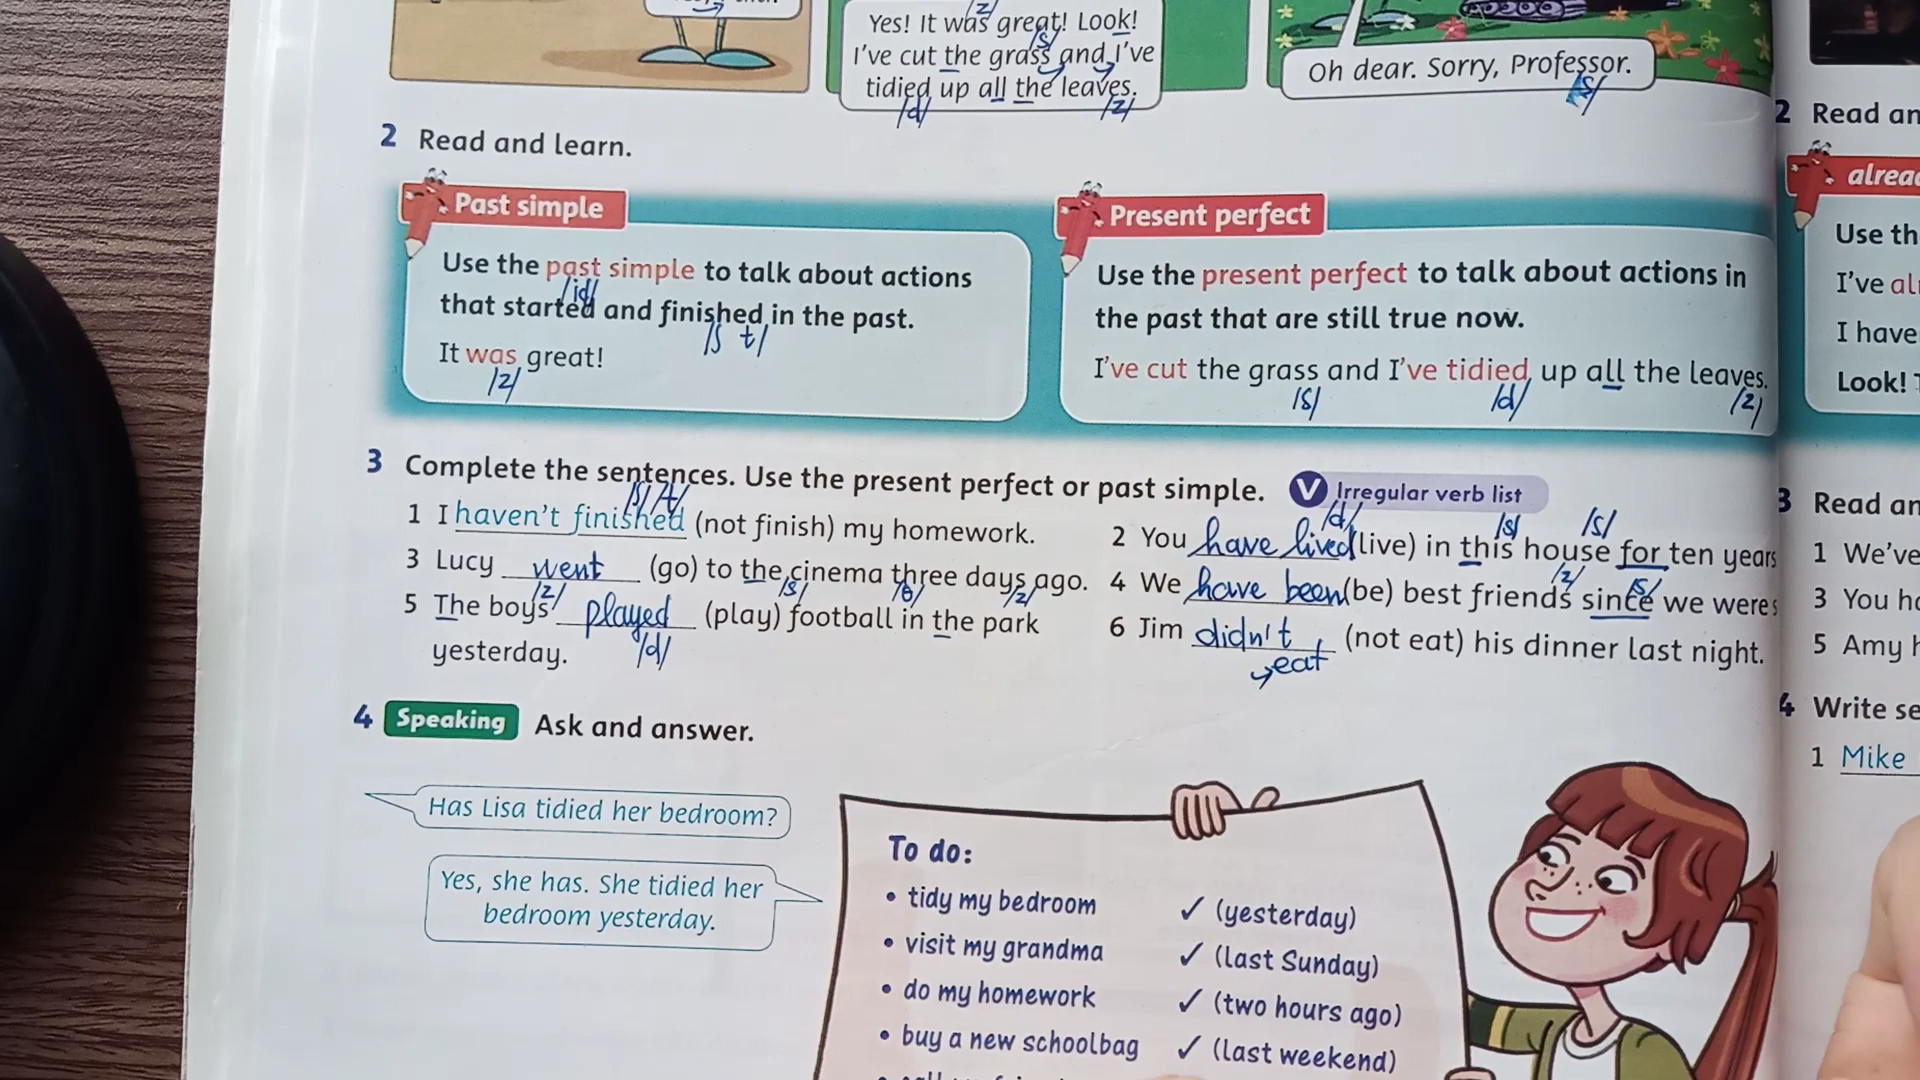 Yes! It was great! Look!
/z/
I've cut the grass and I've
/s/
tidied up all the leaves.
/d/ /z/
Oh dear. Sorry, Professor.
/s/
2 Read and learn.
Past simple
Use the past simple to talk about actions
/id/
that started and finished in the past.
/ʃ t/
It was great!
/z/
Present perfect
Use the present perfect to talk about actions in
the past that are still true now.
I've cut the grass and I've tidied up all the leaves.
/s/ /d/ /z/
3 Complete the sentences. Use the present perfect or past simple.
V Irregular verb list
/ʃ/ /t/
1 I haven't finished (not finish) my homework.
/d/ /s/ /s/
2 You have lived (live) in this house for ten years
3 Lucy went (go) to the cinema three days ago.
/s/ /θ/ /z/
4 We have been (be) best friends since we were s
/z/ /s/
5 The boys played (play) football in the park
/z/
yesterday.
/d/
6 Jim didn't eat (not eat) his dinner last night.
4 Speaking Ask and answer.
Has Lisa tidied her bedroom?
Yes, she has. She tidied her
bedroom yesterday.
To do:
• tidy my bedroom ✓ (yesterday)
• visit my grandma ✓ (last Sunday)
• do my homework ✓ (two hours ago)
• buy a new schoolbag ✓ (last weekend)
2 Read an
alrea
Use th
I've al
I have
Look!
3 Read an
1 We've
3 You ha
5 Amy h
4 Write se
1 Mike